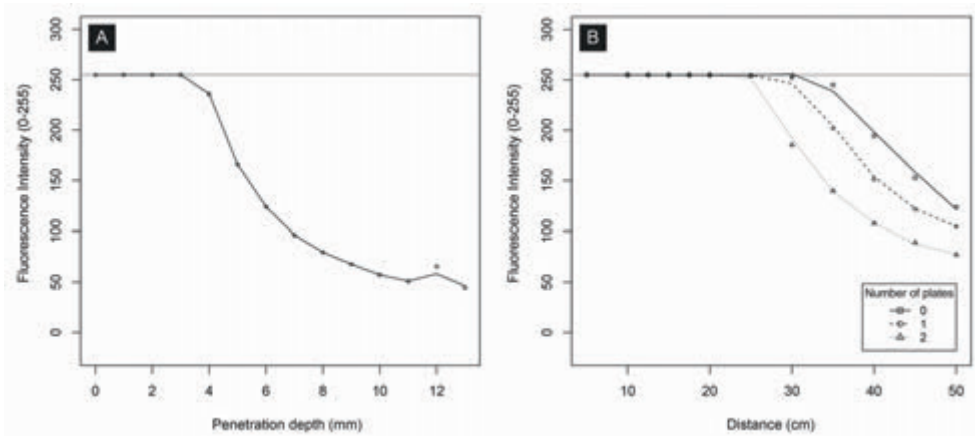 A
Fluorescence Intensity (0-255)
300
250
200
150
100
50
0
0 2 4 6 8 10 12
Penetration depth (mm)
B
Fluorescence Intensity (0-255)
300
250
200
150
100
50
0
Number of plates
0
1
2
10 20 30 40 50
Distance (cm)